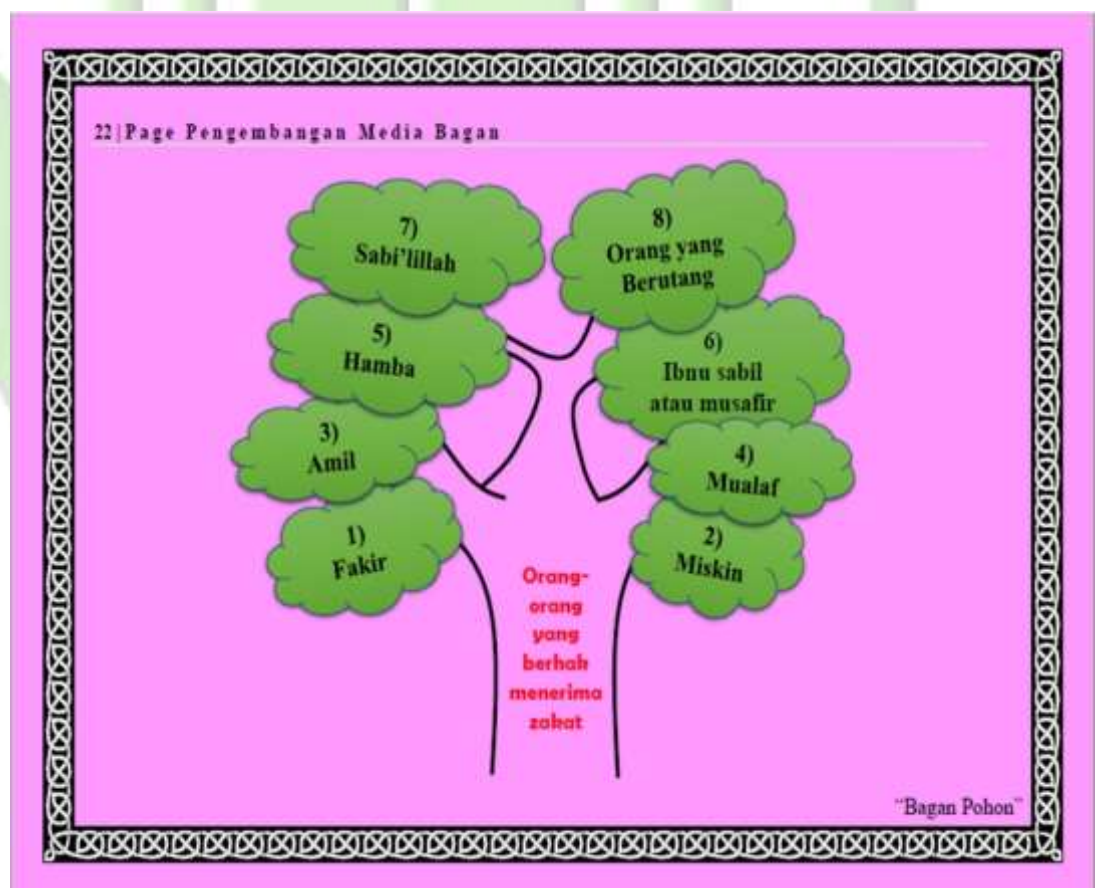 22|Page Pengembangan Media Bagan
7)
Sabi’lillah
8)
Orang yang
Berutang
5)
Hamba
6)
Ibnu sabil
atau musafir
3)
Amil
4)
Mualaf
1)
Fakir
2)
Miskin
Orang-
orang
yang
berhak
menerima
zakat
“Bagan Pohon”